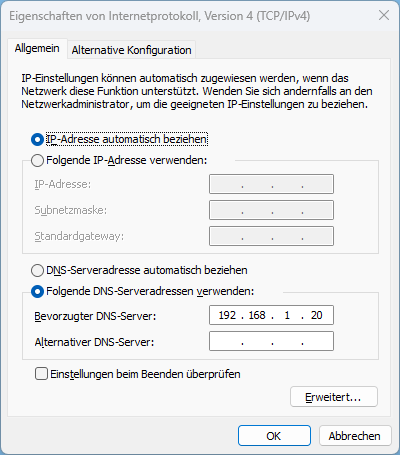 Eigenschaften von Internetprotokoll, Version 4 (TCP/IPv4)
Allgemein
Alternative Konfiguration
IP-Einstellungen können automatisch zugewiesen werden, wenn das
Netzwerk diese Funktion unterstützt. Wenden Sie sich andernfalls an den
Netzwerkadministrator, um die geeigneten IP-Einstellungen zu beziehen.
IP-Adresse automatisch beziehen
Folgende IP-Adresse verwenden:
IP-Adresse:
. . .
Subnetzmaske:
. . .
Standardgateway:
. . .
DNS-Serveradresse automatisch beziehen
Folgende DNS-Serveradressen verwenden:
Bevorzugter DNS-Server:
192 . 168 . 1 . 20
Alternativer DNS-Server:
. . .
Einstellungen beim Beenden überprüfen
Erweitert...
OK
Abbrechen